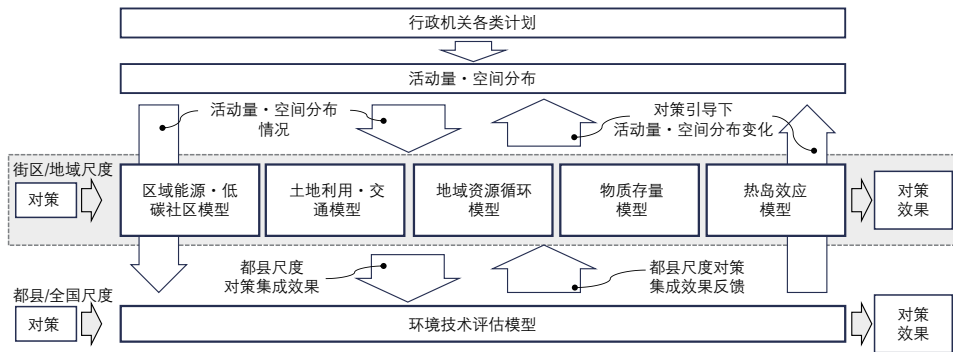 行政机关各类计划
活动量·空间分布
活动量·空间分布
情况
对策引导下
活动量·空间分布变化
街区/地域尺度
对策
区域能源·低
碳社区模型
土地利用·交
通模型
地域资源循环
模型
物质存量
模型
热岛效应
模型
对策
效果
都县尺度
对策集成效果
都县尺度对策
集成效果反馈
都县/全国尺度
对策
环境技术评估模型
对策
效果